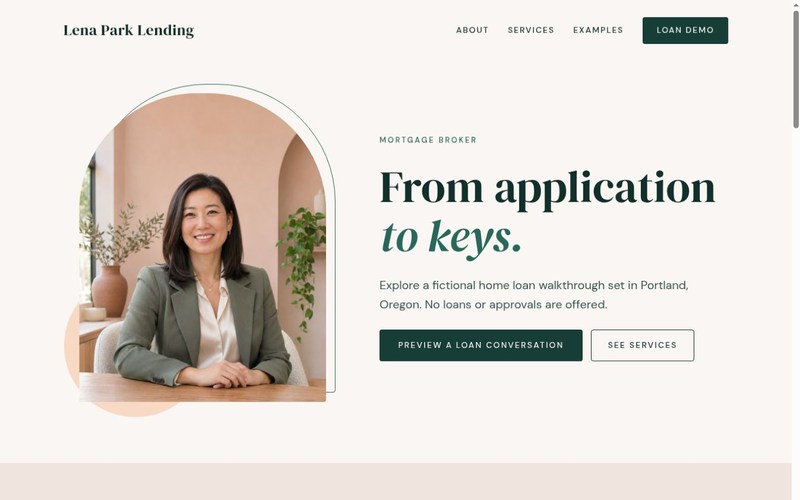 Lena Park Lending
ABOUT SERVICES EXAMPLES LOAN DEMO
MORTGAGE BROKER
From application
to keys.
Explore a fictional home loan walkthrough set in Portland,
Oregon. No loans or approvals are offered.
PREVIEW A LOAN CONVERSATION SEE SERVICES